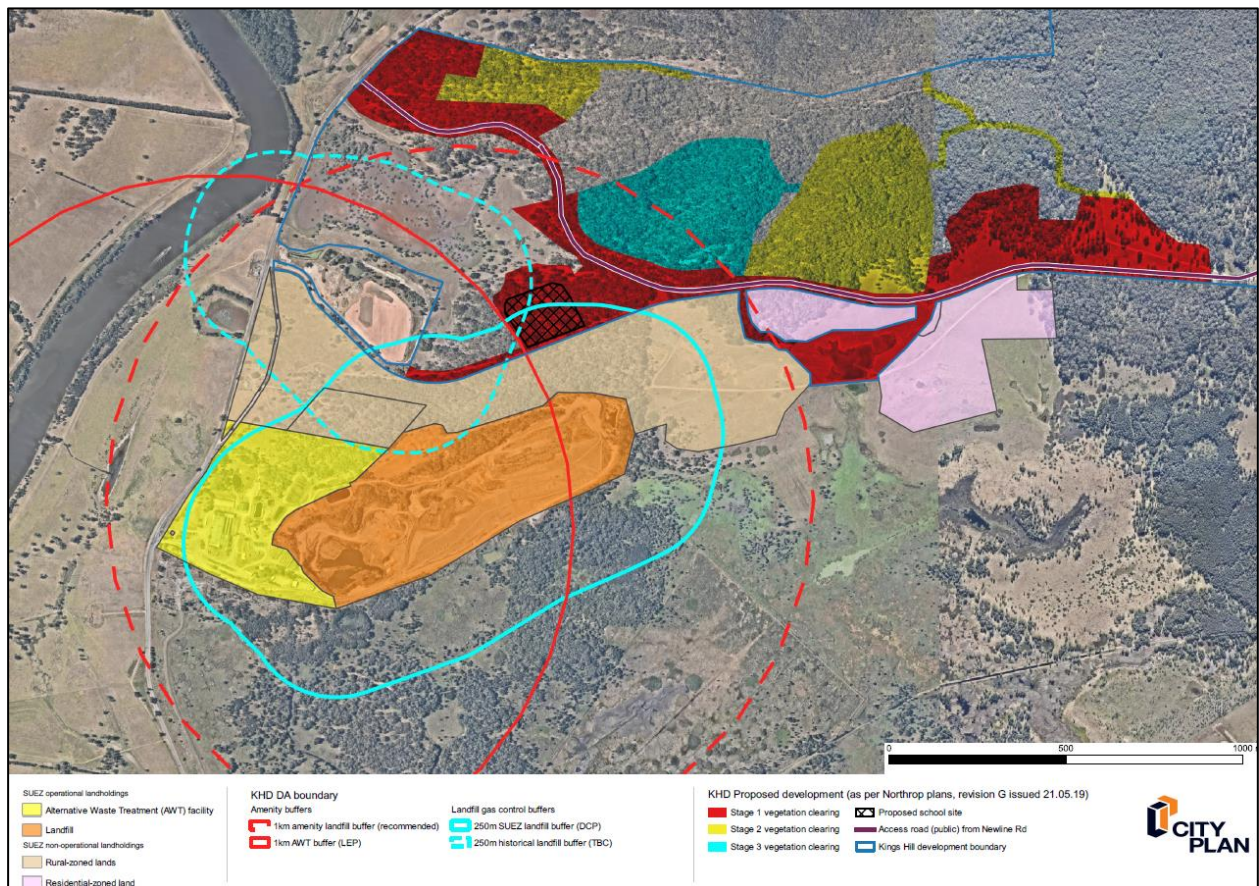 0
500
1000
SUEZ operational landholdings
Alternative Waste Treatment (AWT) facility
Landfill
SUEZ non-operational landholdings
Rural-zoned lands
Residential-zoned land
KHD DA boundary
Amenity buffers
1km amenity landfill buffer (recommended)
1km AWT buffer (LEP)
Landfill gas control buffers
250m SUEZ landfill buffer (DCP)
250m historical landfill buffer (TBC)
KHD Proposed development (as per Northrop plans, revision G issued 21.05.19)
Stage 1 vegetation clearing
Stage 2 vegetation clearing
Stage 3 vegetation clearing
Proposed school site
Access road (public) from Newline Rd
Kings Hill development boundary
CITY
PLAN